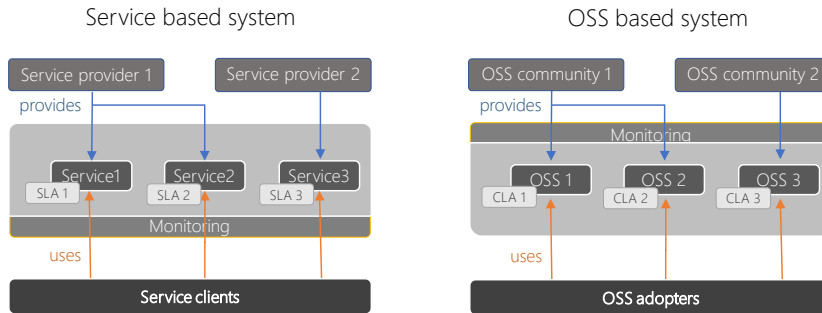 Service based system
OSS based system
Service provider 1
Service provider 2
OSS community 1
OSS community 2
provides
provides
Monitoring
Service1
Service2
Service3
OSS 1
OSS 2
OSS 3
SLA 1
SLA 2
SLA 3
CLA 1
CLA 2
CLA 3
Monitoring
uses
uses
Service clients
OSS adopters